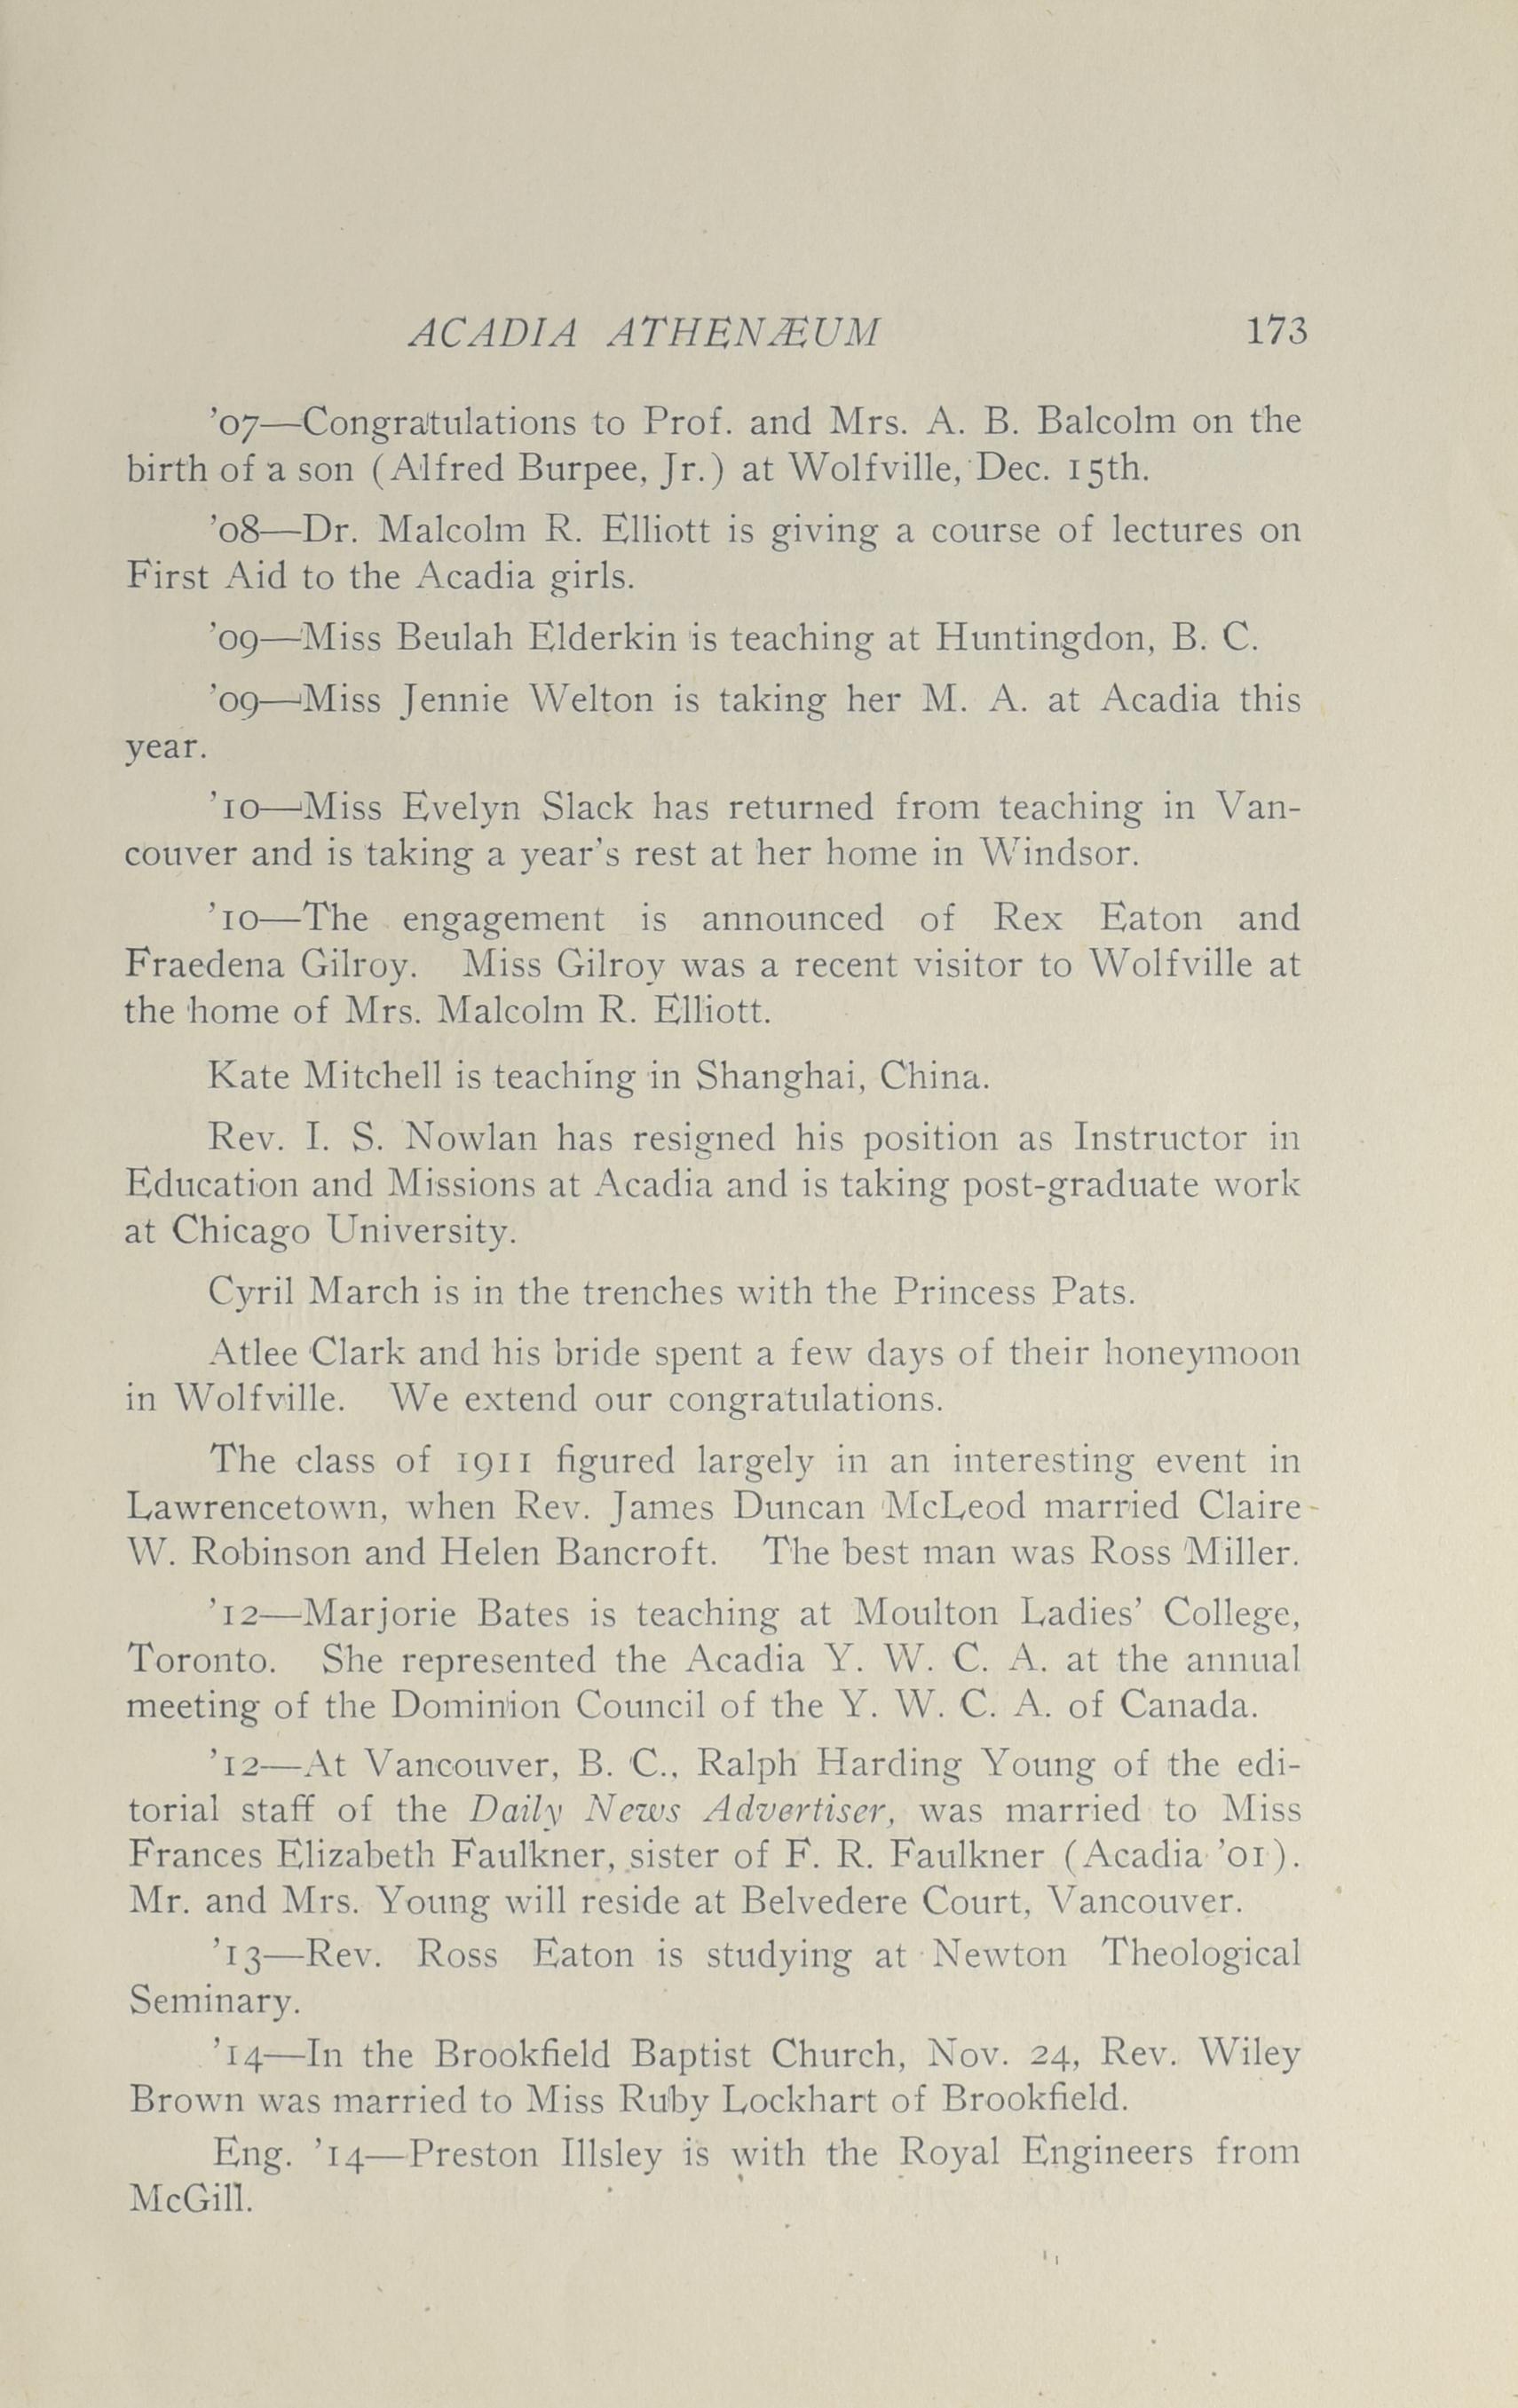 ACADIA ATHENÆUM 173
’07—Congratulations to Prof. and Mrs. A. B. Balcolm on the
birth of a son (Alfred Burpee, Jr.) at Wolfville, Dec. 15th.
’08—Dr. Malcolm R. Elliott is giving a course of lectures on
First Aid to the Acadia girls.
’09—Miss Beulah Elderkin is teaching at Huntingdon, B. C.
’09—Miss Jennie Welton is taking her M. A. at Acadia this
year.
’10—Miss Evelyn Slack has returned from teaching in Van-
couver and is taking a year’s rest at her home in Windsor.
’10—The engagement is announced of Rex Eaton and
Fraedena Gilroy. Miss Gilroy was a recent visitor to Wolfville at
the home of Mrs. Malcolm R. Elliott.
Kate Mitchell is teaching in Shanghai, China.
Rev. I. S. Nowlan has resigned his position as Instructor in
Education and Missions at Acadia and is taking post-graduate work
at Chicago University.
Cyril March is in the trenches with the Princess Pats.
Atlee Clark and his bride spent a few days of their honeymoon
in Wolfville. We extend our congratulations.
The class of 1911 figured largely in an interesting event in
Lawrencetown, when Rev. James Duncan McLeod married Claire
W. Robinson and Helen Bancroft. The best man was Ross Miller.
’12—Marjorie Bates is teaching at Moulton Ladies’ College,
Toronto. She represented the Acadia Y. W. C. A. at the annual
meeting of the Dominion Council of the Y. W. C. A. of Canada.
’12—At Vancouver, B. C., Ralph Harding Young of the edi-
torial staff of the Daily News Advertiser, was married to Miss
Frances Elizabeth Faulkner, sister of F. R. Faulkner (Acadia ’01).
Mr. and Mrs. Young will reside at Belvedere Court, Vancouver.
’13—Rev. Ross Eaton is studying at Newton Theological
Seminary.
’14—In the Brookfield Baptist Church, Nov. 24, Rev. Wiley
Brown was married to Miss Ruby Lockhart of Brookfield.
Eng. ’14—Preston Illsley is with the Royal Engineers from
McGill.